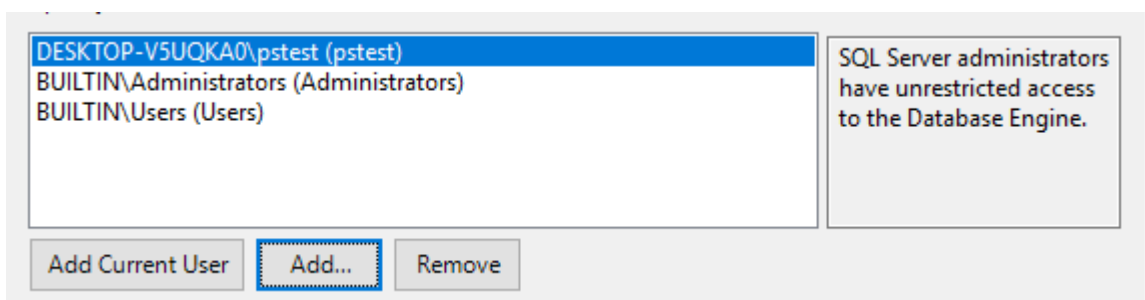 DESKTOP-V5UQKA0\pstest (pstest)
BUILTIN\Administrators (Administrators)
BUILTIN\Users (Users)
SQL Server administrators
have unrestricted access
to the Database Engine.
Add Current User
Add...
Remove